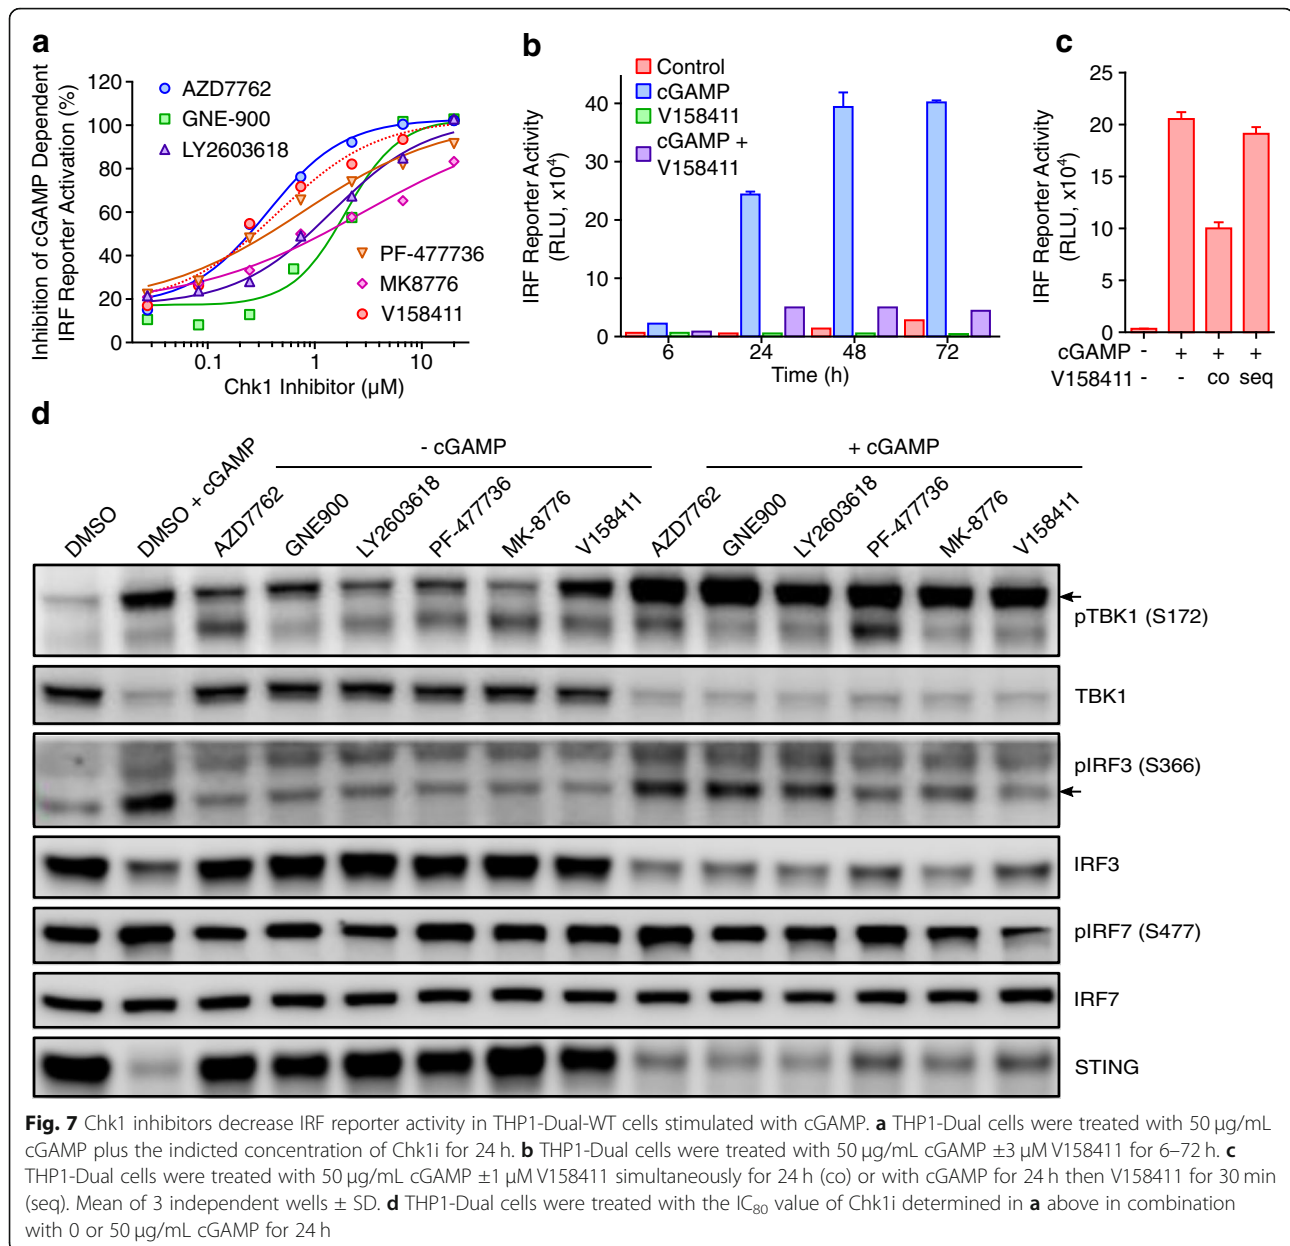 a
Inhibition of cGAMP Dependent
IRF Reporter Activation (%)
120
100
80
60
40
20
0
AZD7762
GNE-900
LY2603618
PF-477736
MK8776
V158411
0.1
1
10
Chk1 Inhibitor (µM)
b
IRF Reporter Activity
(RLU, x10⁴)
40
30
20
10
0
Control
cGAMP
V158411
cGAMP +
V158411
6
24
48
72
Time (h)
c
IRF Reporter Activity
(RLU, x10⁴)
25
20
15
10
5
0
cGAMP - + + +
V158411 - - co seq
d
- cGAMP
+ cGAMP
DMSO
DMSO + cGAMP
AZD7762
GNE900
LY2603618
PF-477736
MK-8776
V158411
AZD7762
GNE900
LY2603618
PF-477736
MK-8776
V158411
pTBK1 (S172)
TBK1
pIRF3 (S366)
IRF3
pIRF7 (S477)
IRF7
STING
Fig. 7 Chk1 inhibitors decrease IRF reporter activity in THP1-Dual-WT cells stimulated with cGAMP. a THP1-Dual cells were treated with 50 µg/mL
cGAMP plus the indicted concentration of Chk1i for 24 h. b THP1-Dual cells were treated with 50 µg/mL cGAMP ±3 µM V158411 for 6–72 h. c
THP1-Dual cells were treated with 50 µg/mL cGAMP ±1 µM V158411 simultaneously for 24 h (co) or with cGAMP for 24 h then V158411 for 30 min
(seq). Mean of 3 independent wells ± SD. d THP1-Dual cells were treated with the IC₈₀ value of Chk1i determined in a above in combination
with 0 or 50 µg/mL cGAMP for 24 h